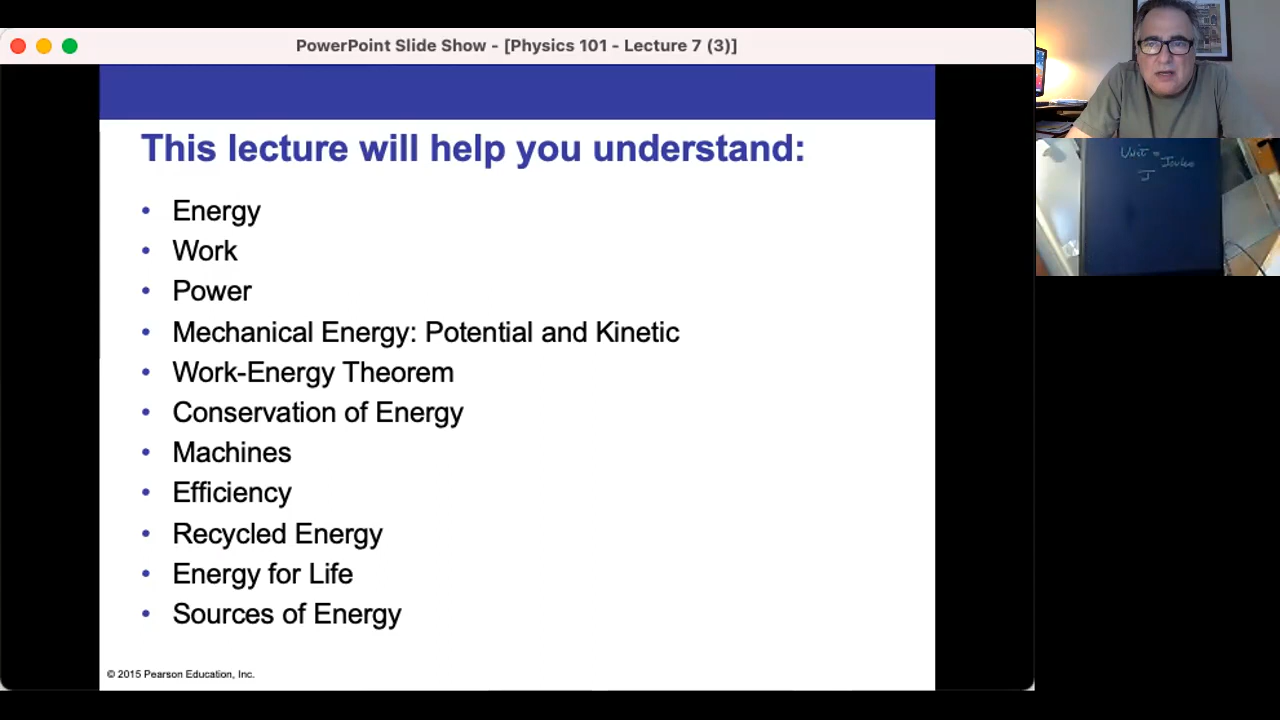 PowerPoint Slide Show - [Physics 101 - Lecture 7 (3)]
This lecture will help you understand:
• Energy
• Work
• Power
• Mechanical Energy: Potential and Kinetic
• Work-Energy Theorem
• Conservation of Energy
• Machines
• Efficiency
• Recycled Energy
• Energy for Life
• Sources of Energy
© 2015 Pearson Education, Inc.
Unit = Joules
J